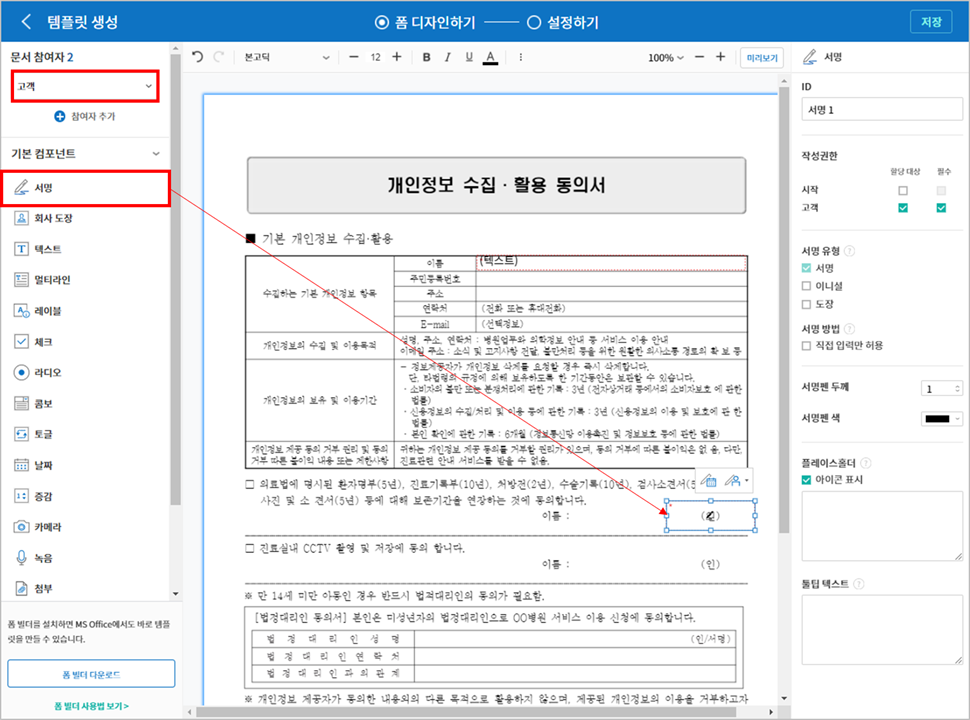 템플릿 생성
폼 디자인하기
설정하기
저장
문서 참여자 2
고객
참여자 추가
기본 컴포넌트
서명
회사 도장
텍스트
멀티라인
레이블
체크
라디오
콤보
토글
날짜
증감
카메라
녹음
첨부
폼 빌더를 설치하면 MS Office에서도 바로 템플
릿을 만들 수 있습니다.
폼 빌더 다운로드
폼 빌더 사용법 보기 >
본고딕
12
B I U A
100%
미리보기
개인정보 수집 · 활용 동의서
■ 기본 개인정보 수집·활용
수집하는 기본 개인정보 항목
이름 (텍스트)
주민등록번호
주소
연락처 (전화 또는 휴대전화)
E-mail (선택정보)
개인정보의 수집 및 이용목적
성명, 주소, 연락처 : 병원업무와 의학정보 안내 등 서비스 이용 안내
이메일 주소 : 소식 및 고지사항 전달, 불만처리 등을 위한 원활한 의사소통 경로의 확 보 등
개인정보의 보유 및 이용기간
- 정보제공자가 개인정보 삭제를 요청할 경우 즉시 삭제합니다.
단, 타법령의 규정에 의해 보유하도록 한 기간동안은 보관할 수 있습니다.
· 소비자의 불만 또는 분쟁처리에 관한 기록 : 3년 (전자상거래 등에서의 소비자보호 에 관한
법률)
· 신용정보의 수집/처리 및 이용 등에 관한 기록 : 3년 (신용정보의 이용 및 보호에 관 한
법률)
· 본인 확인에 관한 기록 : 6개월 (정보통신망 이용촉진 및 정보보호 등에 관한 법률)
개인정보 제공 동의 거부 권리 및 동의
거부 따른 불이익 내용 또는 제한사항
귀하는 개인정보 제공 동의를 거부할 권리가 있으며, 동의 거부에 따른 불이익은 없 음. 다만,
진료관련 안내 서비스를 받을 수 없음.
□ 의료법에 명시된 환자명부(5년), 진료기록부(10년), 처방전(2년), 수술기록(10년), 검사소견서(5
사진 및 소 견서(5년) 등에 대해 보존기간을 연장하는 것에 동의합니다.
이름 :
□ 진료실내 CCTV 촬영 및 저장에 동의 합니다.
이름 : (인)
※ 만 14세 미만 아동인 경우 반드시 법적대리인의 동의가 필요함.
[법정대리인 동의서] 본인은 미성년자의 법정대리인으로 OO병원 서비스 이용 신청에 동의합니다.
법 정 대 리 인 성 명 (인/서명)
법 정 대 리 인 연 락 처
법 정 대 리 인 과 의 관 계
※ 개인정보 제공자가 동의한 내용외의 다른 목적으로 활용하지 않으며, 제공된 개인정보의 이용을 거부하고자
서명
ID
서명 1
작성권한
할당 대상 필수
시작
고객
서명 유형
서명
이니셜
도장
서명 방법
직접 입력만 허용
서명펜 두께 1
서명펜 색
플레이스홀더
아이콘 표시
툴팁 텍스트